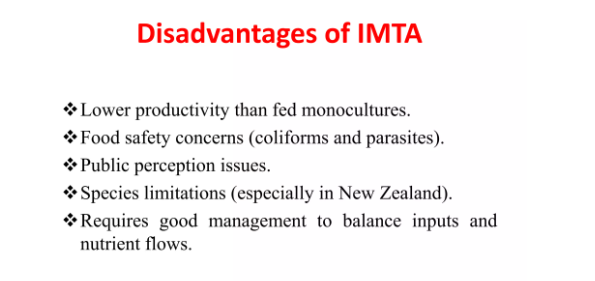 Disadvantages of IMTA
❖Lower productivity than fed monocultures.
❖Food safety concerns (coliforms and parasites).
❖Public perception issues.
❖Species limitations (especially in New Zealand).
❖Requires good management to balance inputs and
nutrient flows.